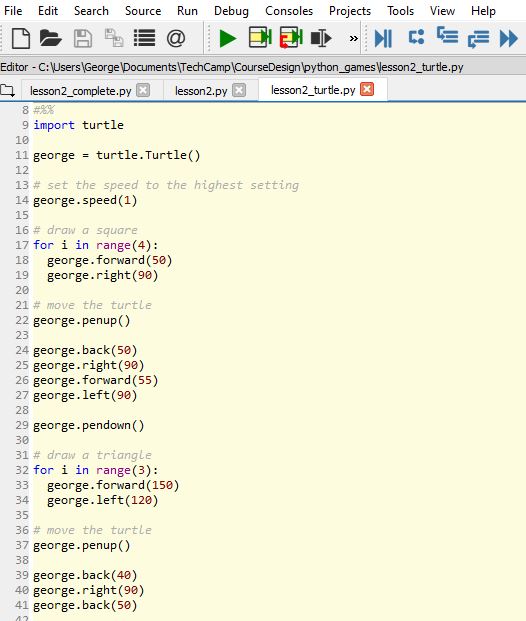 File Edit Search Source Run Debug Consoles Projects Tools View Help
@ »
Editor - C:\Users\George\Documents\TechCamp\CourseDesign\python_games\lesson2_turtle.py
lesson2_complete.py lesson2.py lesson2_turtle.py
8 #%%
9 import turtle
10
11 george = turtle.Turtle()
12
13 # set the speed to the highest setting
14 george.speed(1)
15
16 # draw a square
17 for i in range(4):
18   george.forward(50)
19   george.right(90)
20
21 # move the turtle
22 george.penup()
23
24 george.back(50)
25 george.right(90)
26 george.forward(55)
27 george.left(90)
28
29 george.pendown()
30
31 # draw a triangle
32 for i in range(3):
33   george.forward(150)
34   george.left(120)
35
36 # move the turtle
37 george.penup()
38
39 george.back(40)
40 george.right(90)
41 george.back(50)
42